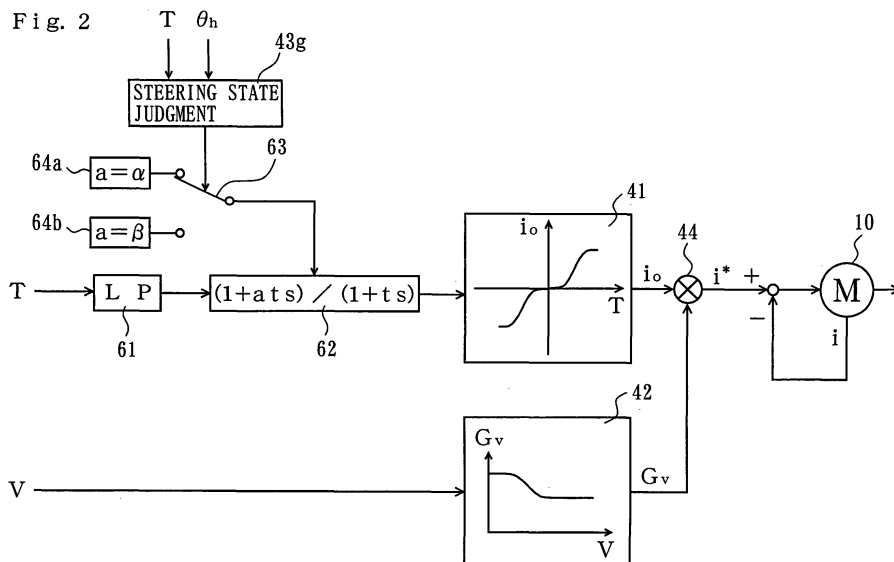 Fig. 2
T θh
43g
STEERING STATE
JUDGMENT
64a
a=α
63
64b
a=β
T
L P
61
(1+ats)/(1+ts)
62
41
io
T
io
44
i* +
−
10
M
i
42
Gv
V
Gv
V